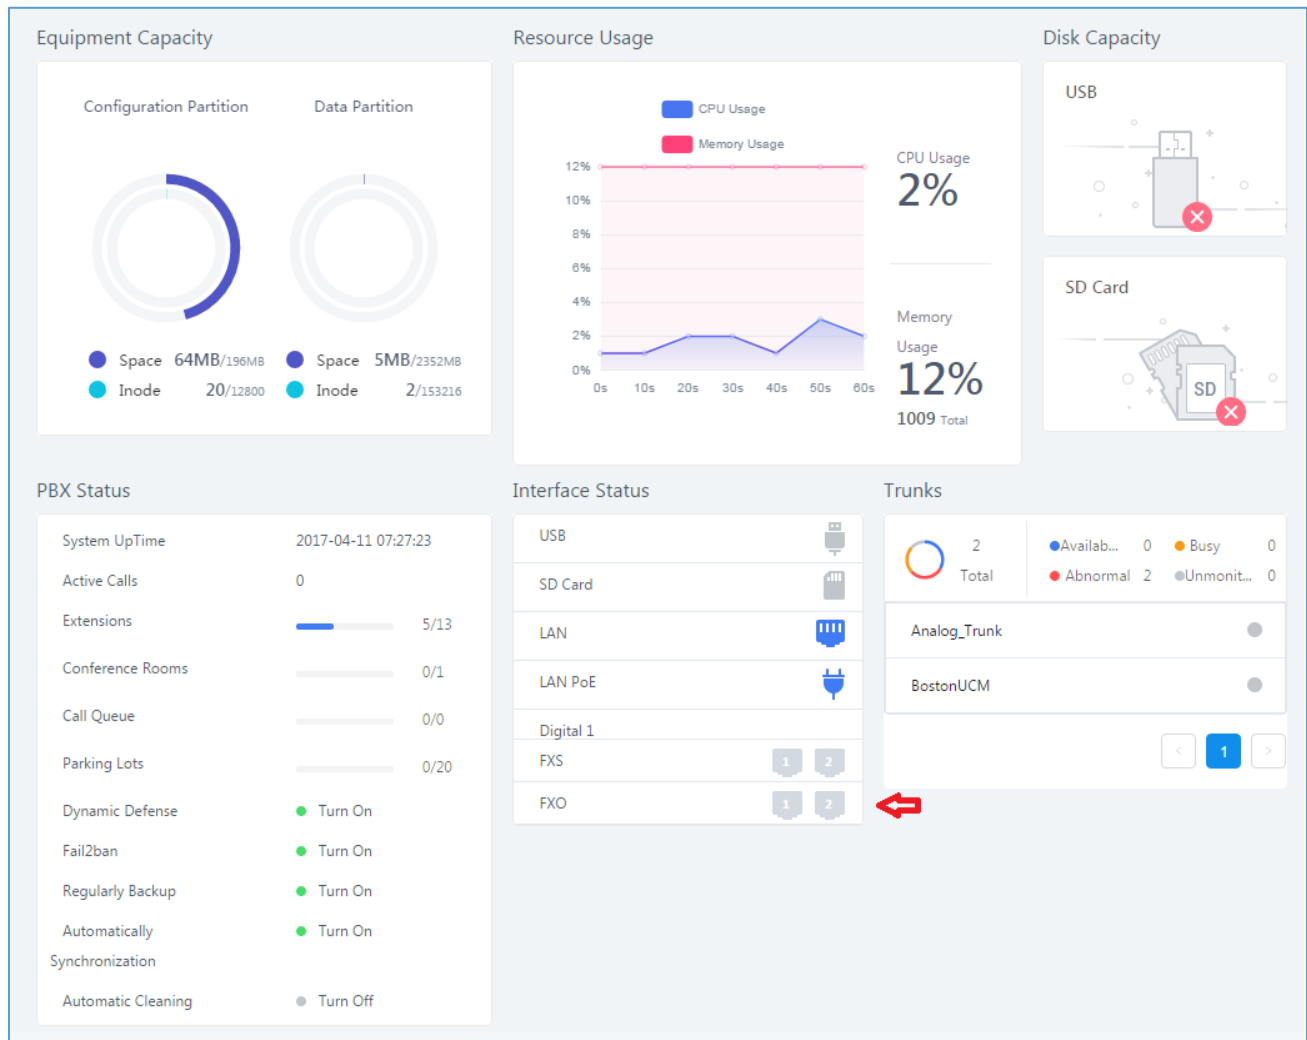 Equipment Capacity
Configuration Partition
Data Partition
Space 64MB/196MB
Inode 20/12800
Space 5MB/2352MB
Inode 2/153216
Resource Usage
CPU Usage
Memory Usage
12%
10%
8%
6%
4%
2%
0%
0s 10s 20s 30s 40s 50s 60s
CPU Usage
2%
Memory
Usage
12%
1009 Total
Disk Capacity
USB
SD Card
SD
PBX Status
System UpTime 2017-04-11 07:27:23
Active Calls 0
Extensions 5/13
Conference Rooms 0/1
Call Queue 0/0
Parking Lots 0/20
Dynamic Defense Turn On
Fail2ban Turn On
Regularly Backup Turn On
Automatically Turn On
Synchronization
Automatic Cleaning Turn Off
Interface Status
USB
SD Card
LAN
LAN PoE
Digital 1
FXS 1 2
FXO 1 2
Trunks
2
Total
Availab... 0 Busy 0
Abnormal 2 Unmonit... 0
Analog_Trunk
BostonUCM
< 1 >